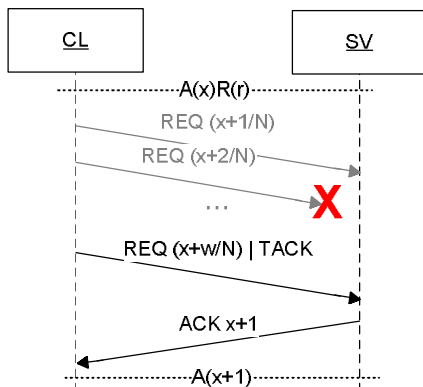 CL
SV
A(x)R(r)
REQ (x+1/N)
REQ (x+2/N)
...
X
REQ (x+w/N) | TACK
ACK x+1
A(x+1)